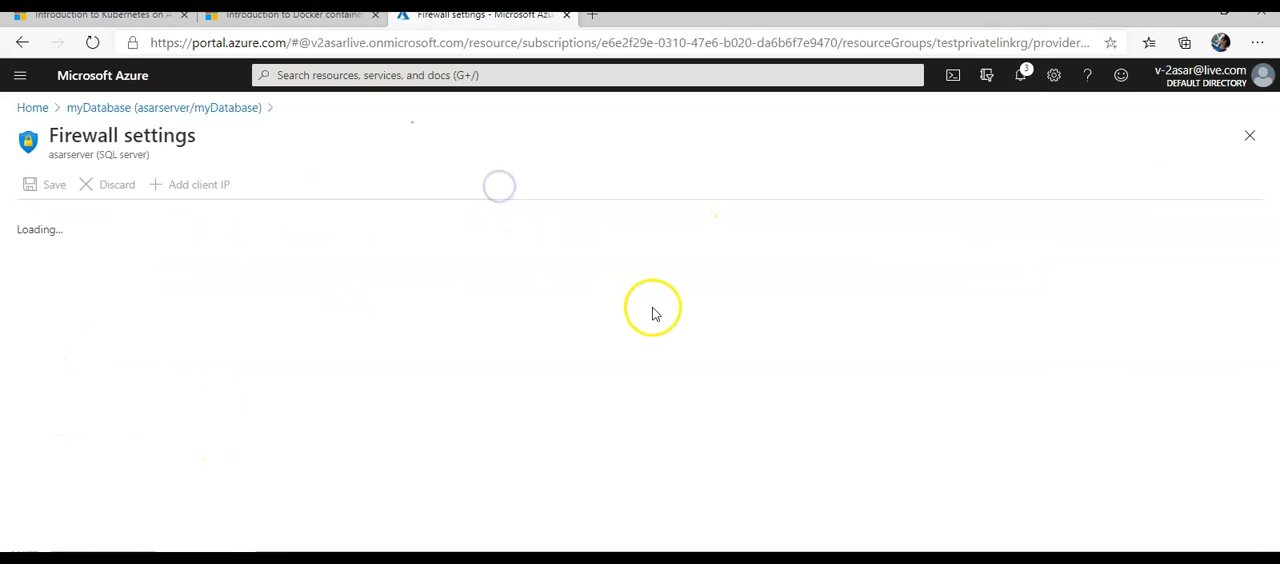 Introduction to Kubernetes on A
Introduction to Docker container
Firewall settings - Microsoft Azu
https://portal.azure.com/#@v2asarlive.onmicrosoft.com/resource/subscriptions/e6e2f29e-0310-47e6-b020-da6b6f7e9470/resourceGroups/testprivatelinkrg/provider...
Microsoft Azure
Search resources, services, and docs (G+/)
3
v-2asar@live.com
DEFAULT DIRECTORY
Home > myDatabase (asarserver/myDatabase) >
Firewall settings
asarserver (SQL server)
Save
Discard
Add client IP
Loading...